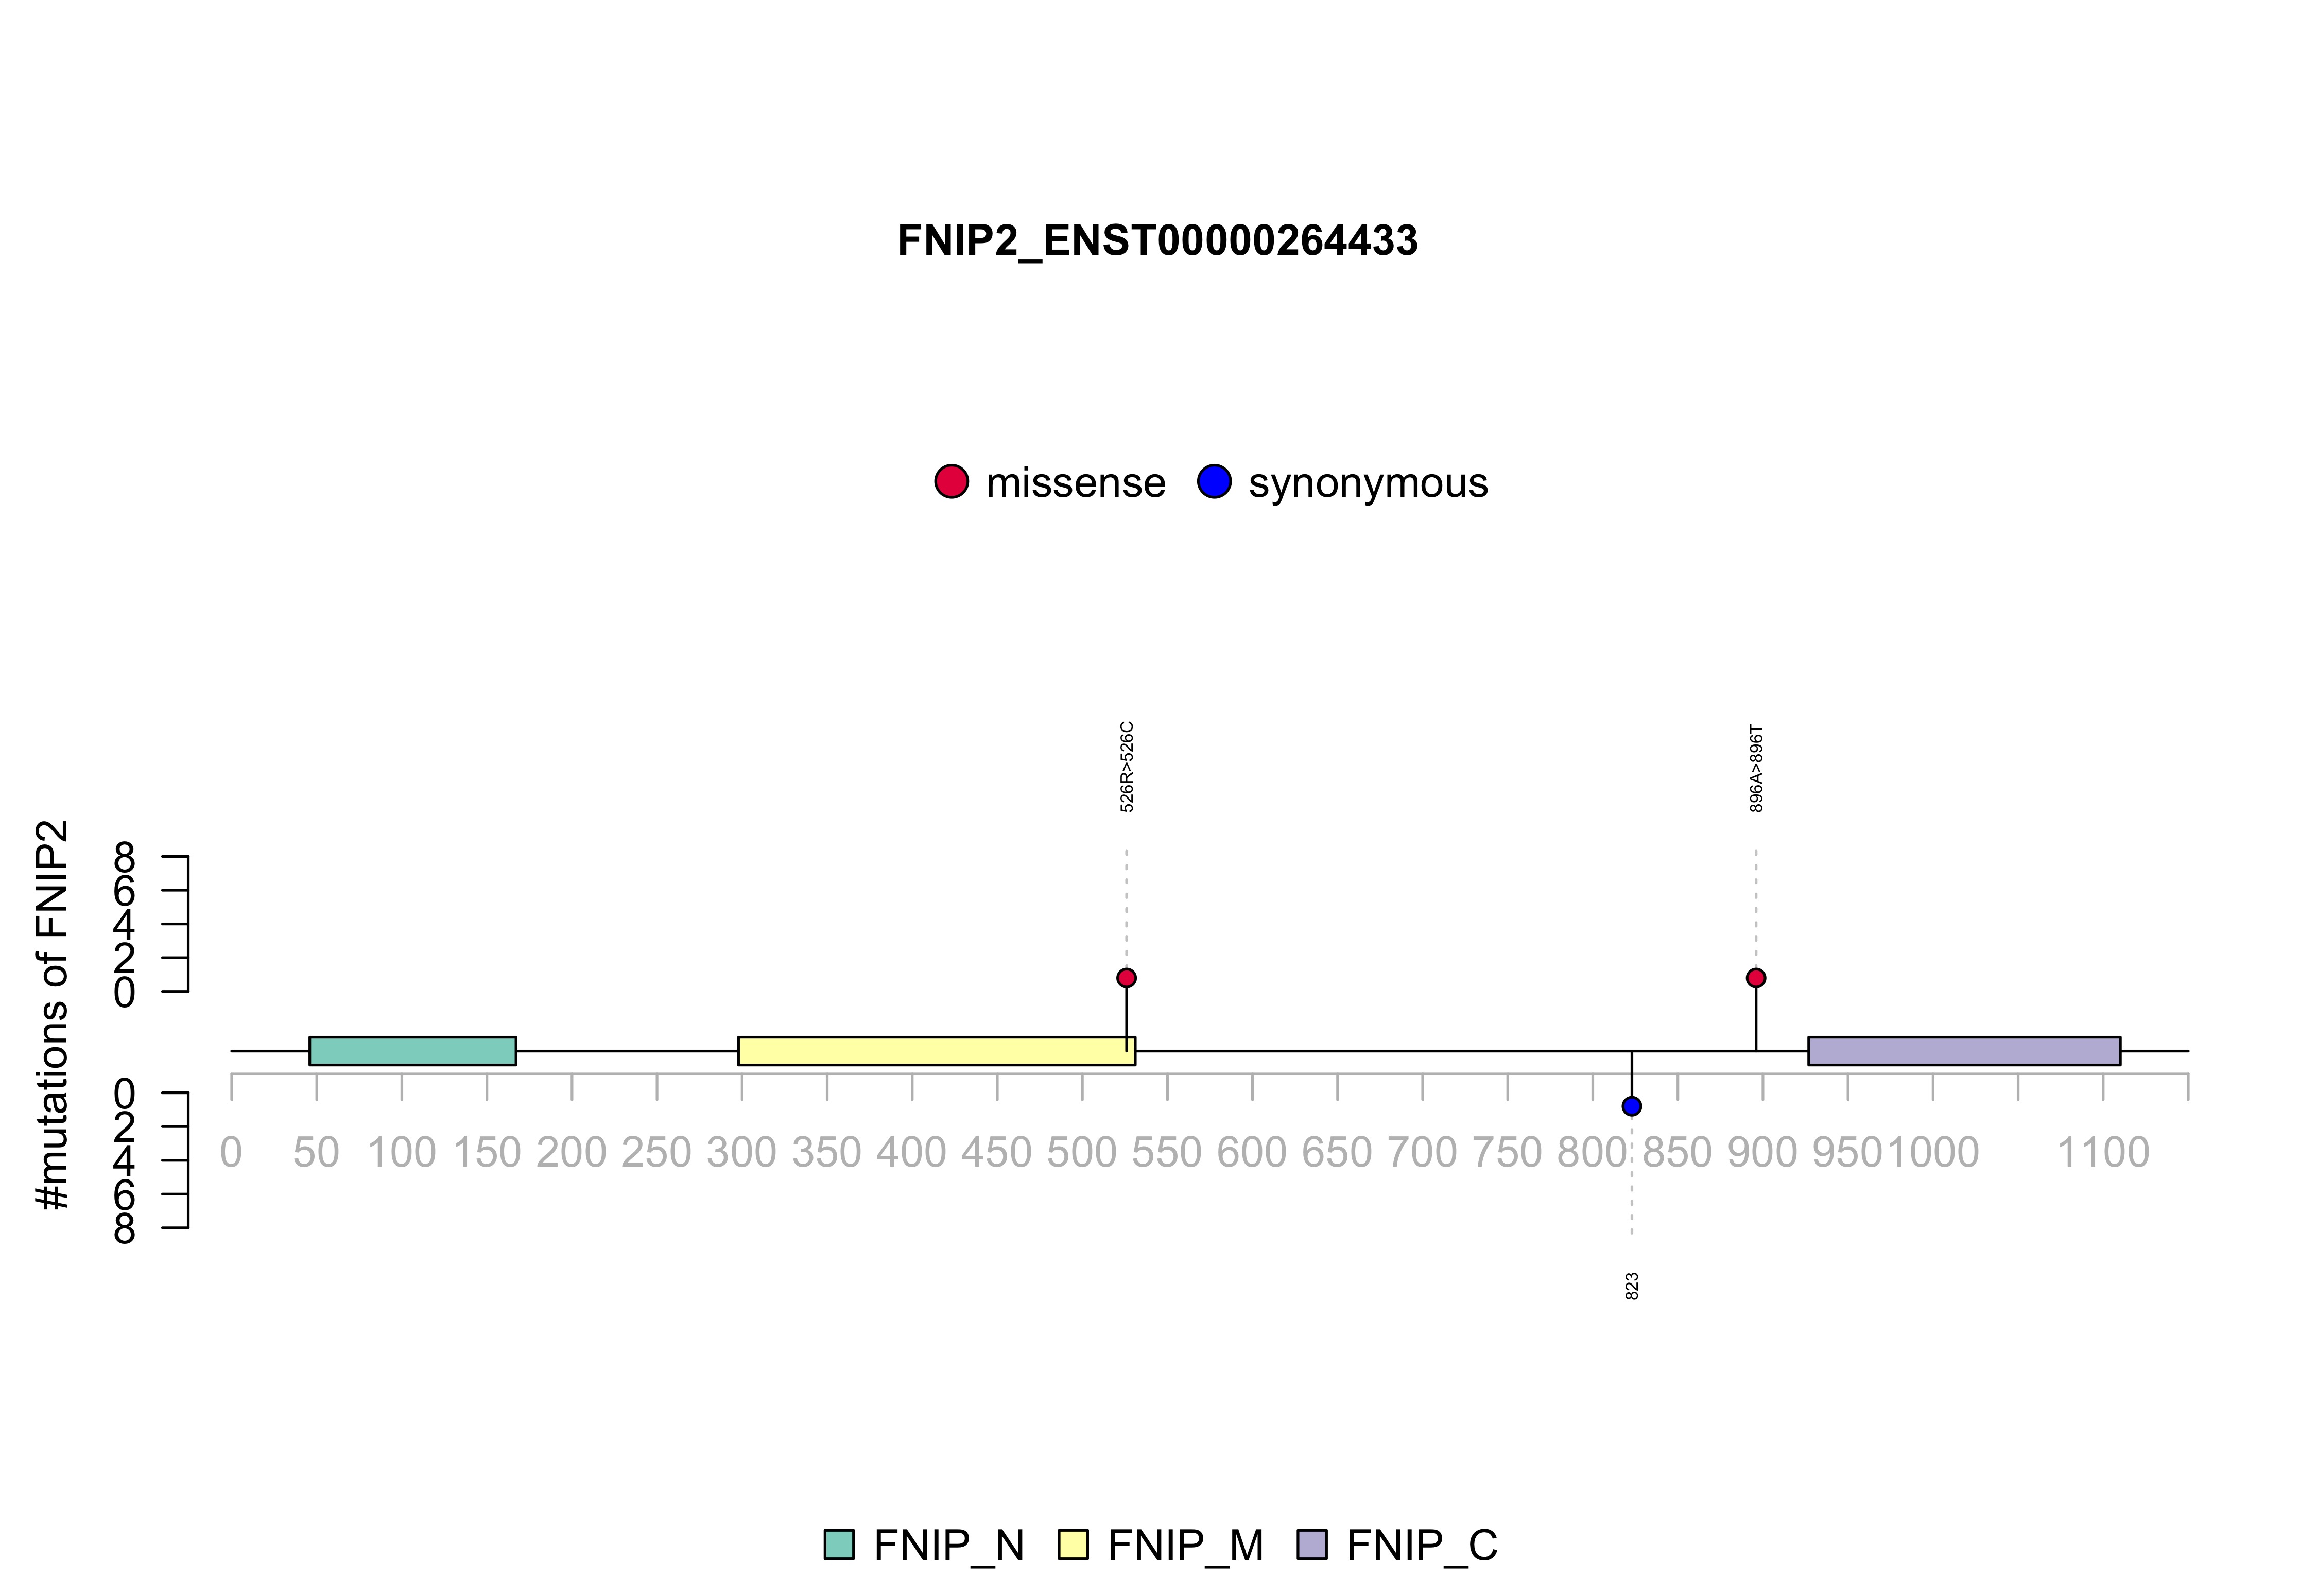 FNIP2_ENST00000264433
missense synonymous
526R>526C
896A>896T
#mutations of FNIP2
8
6
4
2
0
0
2
4
6
8
0 50 100 150 200 250 300 350 400 450 500 550 600 650 700 750 800 850 900 950 1000 1100
823
FNIP_N FNIP_M FNIP_C